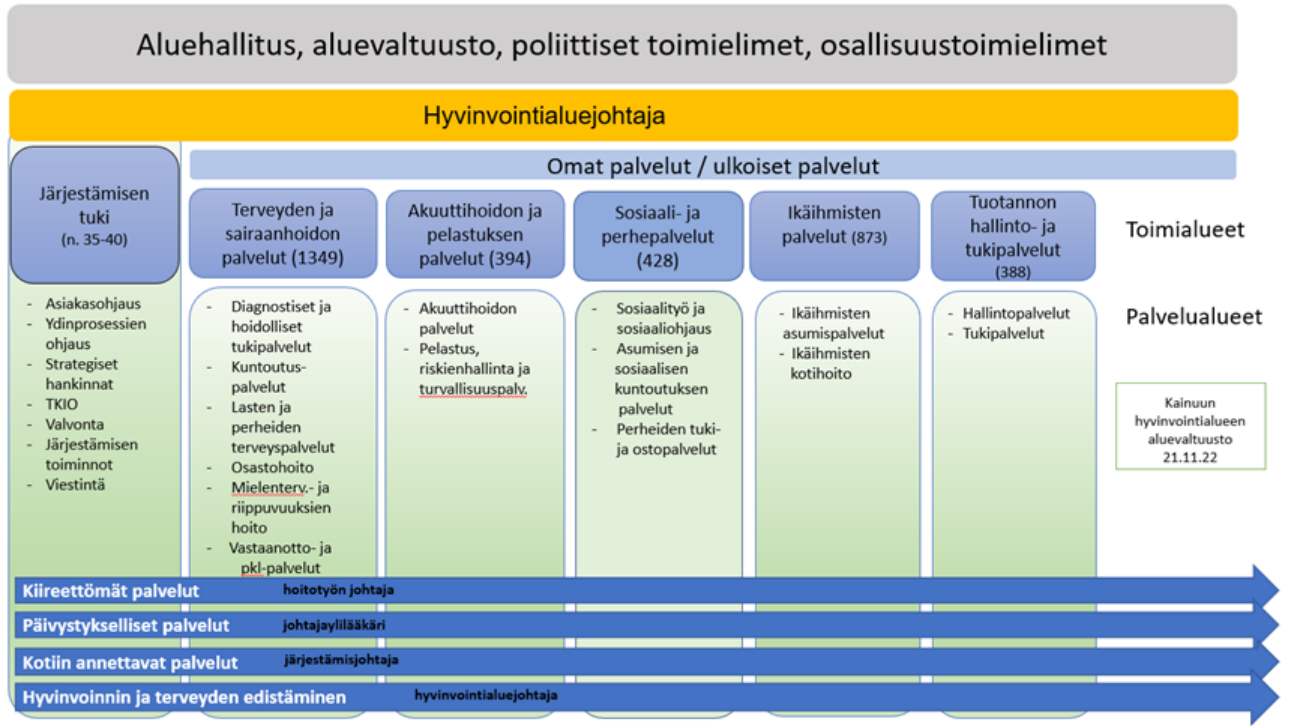 Aluehallitus, aluevaltuusto, poliittiset toimielimet, osallisuustoimielimet
Hyvinvointialuejohtaja
Omat palvelut / ulkoiset palvelut
Järjestämisen
tuki
(n. 35-40)
- Asiakasohjaus
- Ydinprosessien
ohjaus
- Strategiset
hankinnat
- TKIO
- Valvonta
- Järjestämisen
toiminnot
- Viestintä
Terveyden ja
sairaanhoidon
palvelut (1349)
- Diagnostiset ja
hoidolliset
tukipalvelut
- Kuntoutus-
palvelut
- Lasten ja
perheiden
terveyspalvelut
- Osastohoito
- Mielenterv.- ja
riippuvuuksien
hoito
- Vastaanotto- ja
pkl-palvelut
Akuuttihoidon ja
pelastuksen
palvelut (394)
- Akuuttihoidon
palvelut
- Pelastus,
riskienhallinta ja
turvallisuuspalv.
Sosiaali- ja
perhepalvelut
(428)
- Sosiaalityö ja
sosiaaliohjaus
- Asumisen ja
sosiaalisen
kuntoutuksen
palvelut
- Perheiden tuki-
ja ostopalvelut
Ikäihmisten
palvelut (873)
- Ikäihmisten
asumispalvelut
- Ikäihmisten
kotihoito
Tuotannon
hallinto- ja
tukipalvelut
(388)
- Hallintopalvelut
- Tukipalvelut
Toimialueet
Palvelualueet
Kainuun
hyvinvointialueen
aluevaltuusto
21.11.22
Kiireettömät palvelut hoitotyön johtaja
Päivystykselliset palvelut johtajaylilääkäri
Kotiin annettavat palvelut järjestämisjohtaja
Hyvinvoinnin ja terveyden edistäminen hyvinvointialuejohtaja